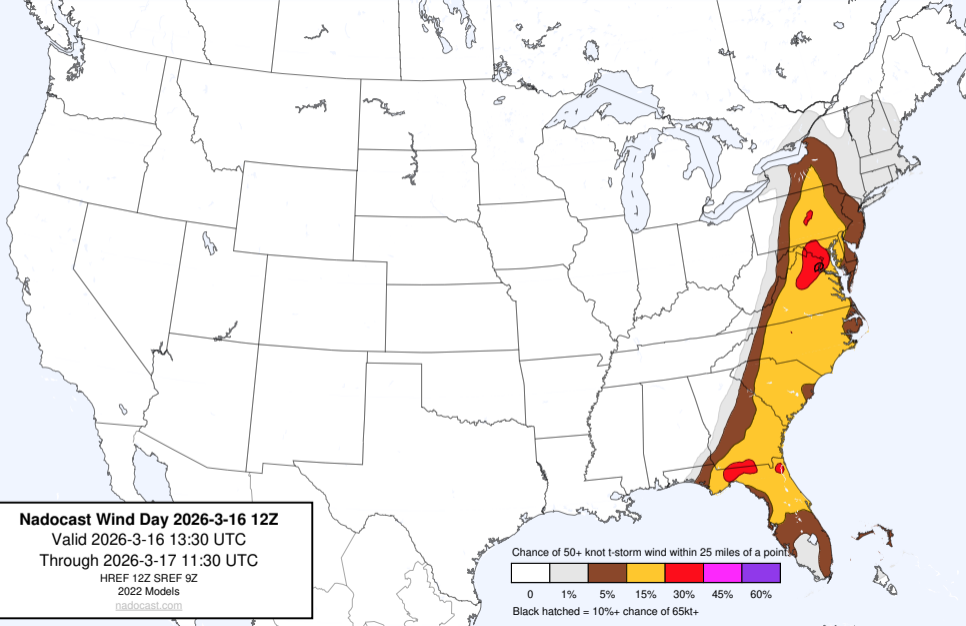 Nadocast Wind Day 2026-3-16 12Z
Valid 2026-3-16 13:30 UTC
Through 2026-3-17 11:30 UTC
HREF 12Z SREF 9Z
2022 Models
nadocast.com
Chance of 50+ knot t-storm wind within 25 miles of a point.
0 1% 5% 15% 30% 45% 60%
Black hatched = 10%+ chance of 65kt+